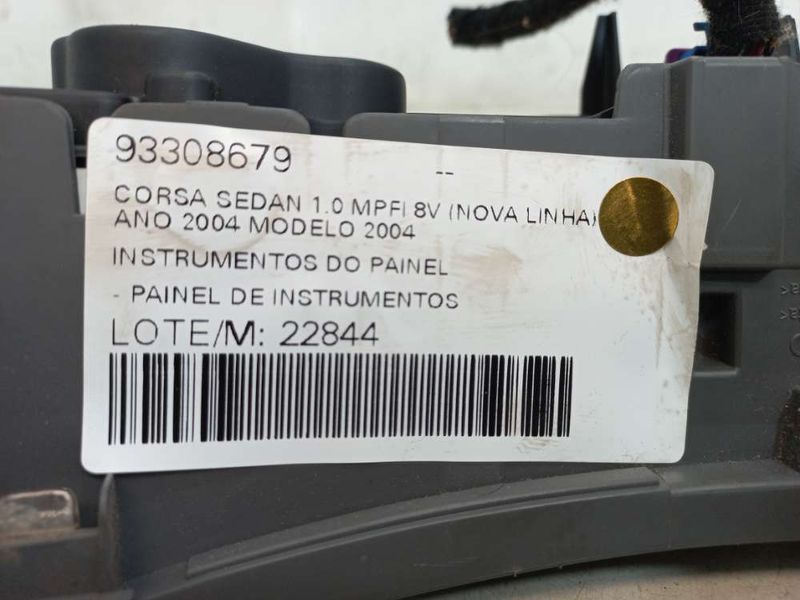 93308679
--
CORSA SEDAN 1.0 MPFI 8V (NOVA LINHA)
ANO 2004 MODELO 2004
INSTRUMENTOS DO PAINEL
- PAINEL DE INSTRUMENTOS
LOTE/M: 22844